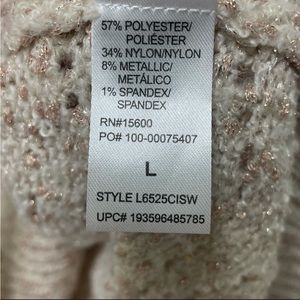 57% POLYESTER/
POLIÉSTER
34% NYLON/NYLON
8% METALLIC/
METÁLICO
1% SPANDEX/
SPANDEX
RN#15600
PO# 100-00075407
L
STYLE L6525CISW
UPC# 193596485785